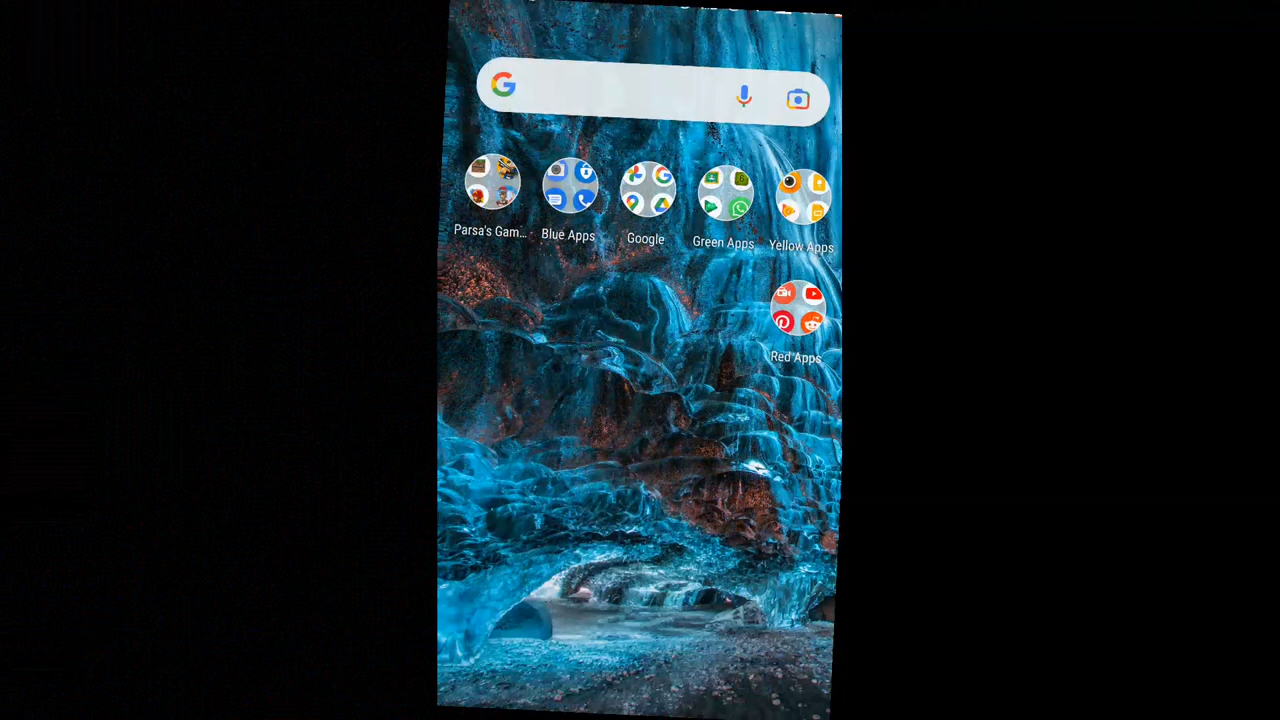 Parsa's Gam...
Blue Apps
Google
Green Apps
Yellow Apps
Red Apps